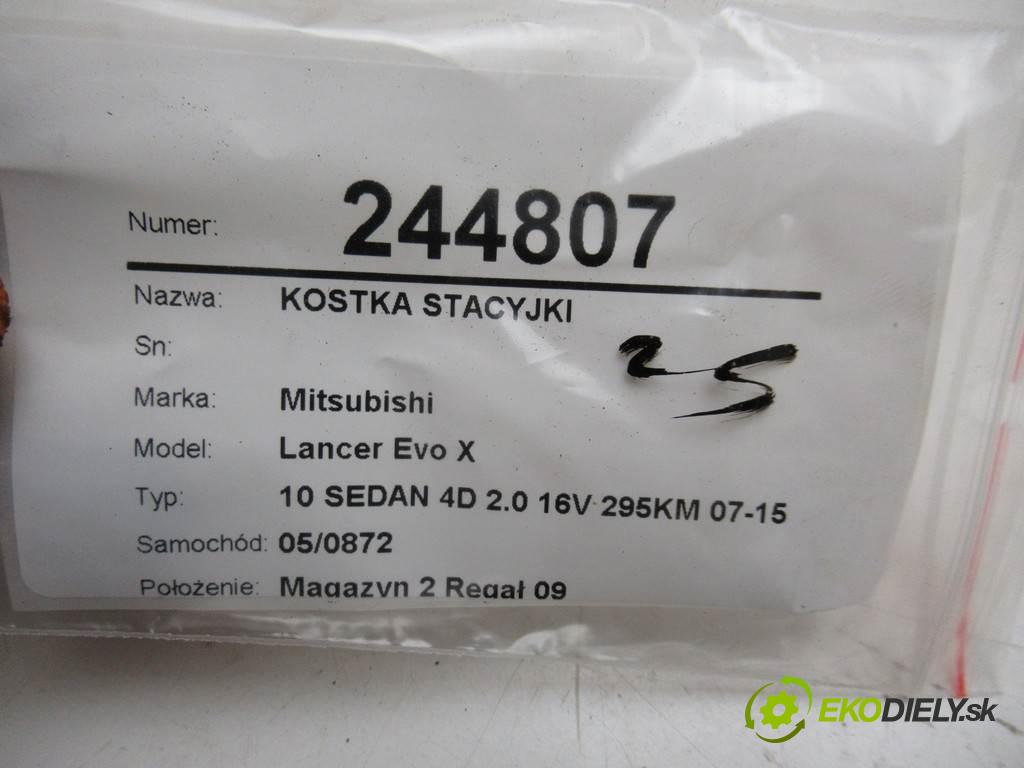 Numer: 244807
Nazwa: KOSTKA STACYJKI
Sn:
25
Marka: Mitsubishi
Model: Lancer Evo X
Typ: 10 SEDAN 4D 2.0 16V 295KM 07-15
Samochód: 05/0872
Położenie: Magazyn 2 Regał 09
EKODIELY.sk